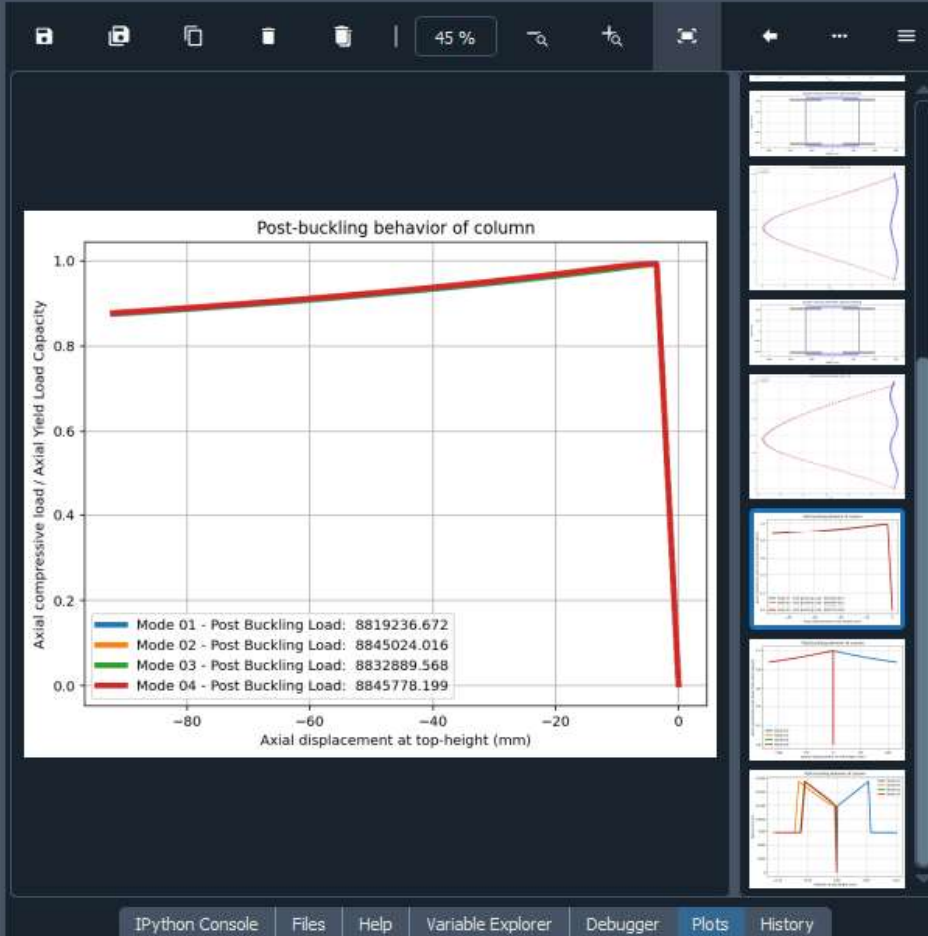 45 %
Post-buckling behavior of column
Axial compressive load / Axial Yield Load Capacity
1.0
0.8
0.6
0.4
0.2
0.0
Mode 01 - Post Buckling Load: 8819236.672
Mode 02 - Post Buckling Load: 8845024.016
Mode 03 - Post Buckling Load: 8832889.568
Mode 04 - Post Buckling Load: 8845778.199
−80 −60 −40 −20 0
Axial displacement at top-height (mm)
IPython Console Files Help Variable Explorer Debugger Plots History